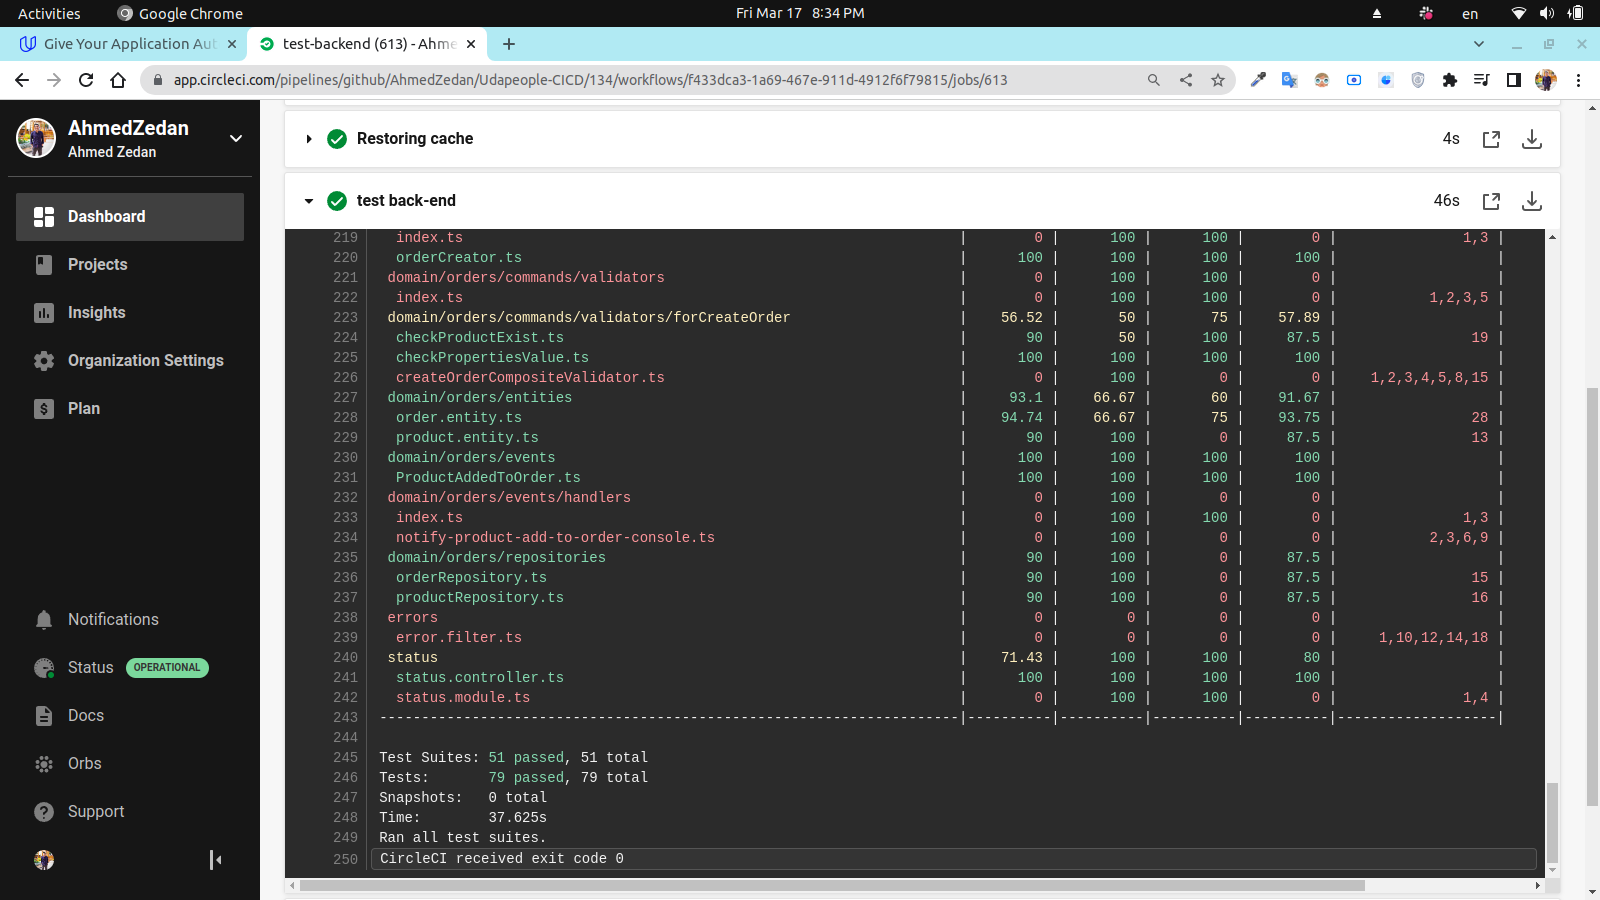 Activities Google Chrome Fri Mar 17 8:34 PM en
Give Your Application Aut test-backend (613) - Ahme
app.circleci.com/pipelines/github/AhmedZedan/Udapeople-CICD/134/workflows/f433dca3-1a69-467e-911d-4912f6f79815/jobs/613
AhmedZedan
Ahmed Zedan
Dashboard
Projects
Insights
Organization Settings
Plan
Notifications
Status OPERATIONAL
Docs
Orbs
Support
Restoring cache 4s
test back-end 46s
219 index.ts | 0 | 100 | 100 | 0 | 1,3 |
220 orderCreator.ts | 100 | 100 | 100 | 100 | |
221 domain/orders/commands/validators | 0 | 100 | 100 | 0 | |
222 index.ts | 0 | 100 | 100 | 0 | 1,2,3,5 |
223 domain/orders/commands/validators/forCreateOrder | 56.52 | 50 | 75 | 57.89 | |
224 checkProductExist.ts | 90 | 50 | 100 | 87.5 | 19 |
225 checkPropertiesValue.ts | 100 | 100 | 100 | 100 | |
226 createOrderCompositeValidator.ts | 0 | 100 | 0 | 0 | 1,2,3,4,5,8,15 |
227 domain/orders/entities | 93.1 | 66.67 | 60 | 91.67 | |
228 order.entity.ts | 94.74 | 66.67 | 75 | 93.75 | 28 |
229 product.entity.ts | 90 | 100 | 0 | 87.5 | 13 |
230 domain/orders/events | 100 | 100 | 100 | 100 | |
231 ProductAddedToOrder.ts | 100 | 100 | 100 | 100 | |
232 domain/orders/events/handlers | 0 | 100 | 0 | 0 | |
233 index.ts | 0 | 100 | 100 | 0 | 1,3 |
234 notify-product-add-to-order-console.ts | 0 | 100 | 0 | 0 | 2,3,6,9 |
235 domain/orders/repositories | 90 | 100 | 0 | 87.5 | |
236 orderRepository.ts | 90 | 100 | 0 | 87.5 | 15 |
237 productRepository.ts | 90 | 100 | 0 | 87.5 | 16 |
238 errors | 0 | 0 | 0 | 0 | |
239 error.filter.ts | 0 | 0 | 0 | 0 | 1,10,12,14,18 |
240 status | 71.43 | 100 | 100 | 80 | |
241 status.controller.ts | 100 | 100 | 100 | 100 | |
242 status.module.ts | 0 | 100 | 100 | 0 | 1,4 |
243 ---------------------------------------------------------------------|----------|----------|----------|----------|-------------------|
244
245 Test Suites: 51 passed, 51 total
246 Tests: 79 passed, 79 total
247 Snapshots: 0 total
248 Time: 37.625s
249 Ran all test suites.
250 CircleCI received exit code 0